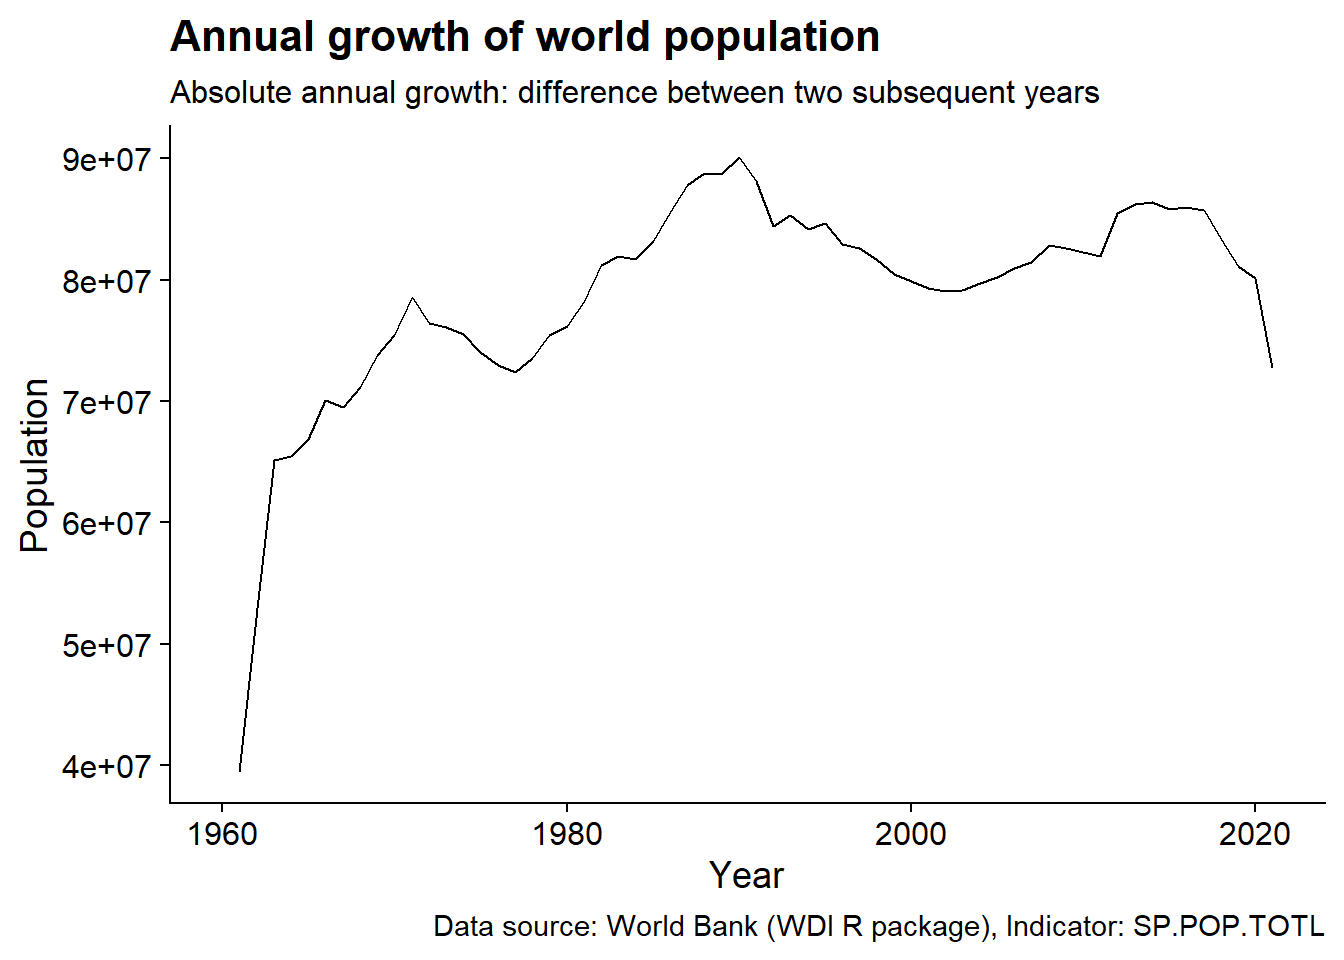 Annual growth of world population
Absolute annual growth: difference between two subsequent years
9e+07
8e+07
7e+07
6e+07
5e+07
4e+07
Population
1960 1980 2000 2020
Year
Data source: World Bank (WDI R package), Indicator: SP.POP.TOTL